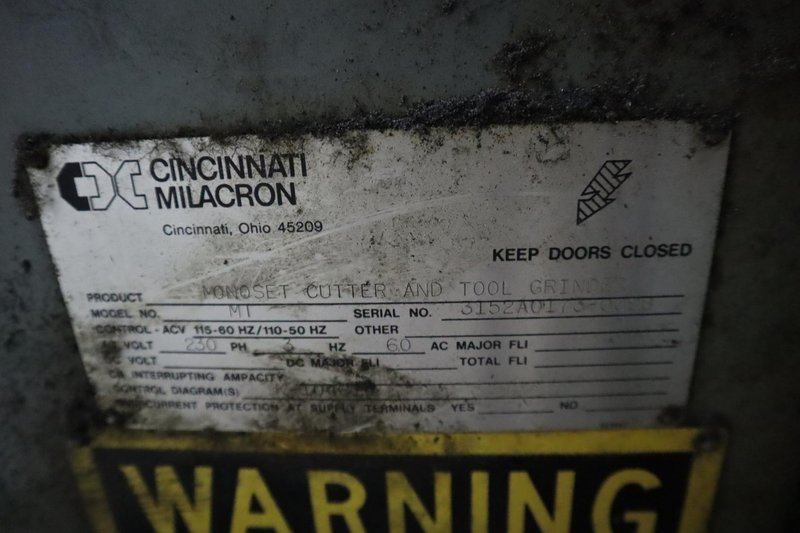 CINCINNATI
MILACRON
Cincinnati, Ohio 45209
KEEP DOORS CLOSED
PRODUCT MONOSET CUTTER AND TOOL
MODEL NO. MT SERIAL NO.
CONTROL - ACV 115-60 HZ/110-50 HZ OTHER
VOLT 230 PH 3 HZ 60 AC MAJOR FLI
VOLT DC MAJOR FLI TOTAL FLI
INTERRUPTING AMPACITY
CONTROL DIAGRAM(S)
PROTECTION AT SUPPLY TERMINALS YES NO
WARNING